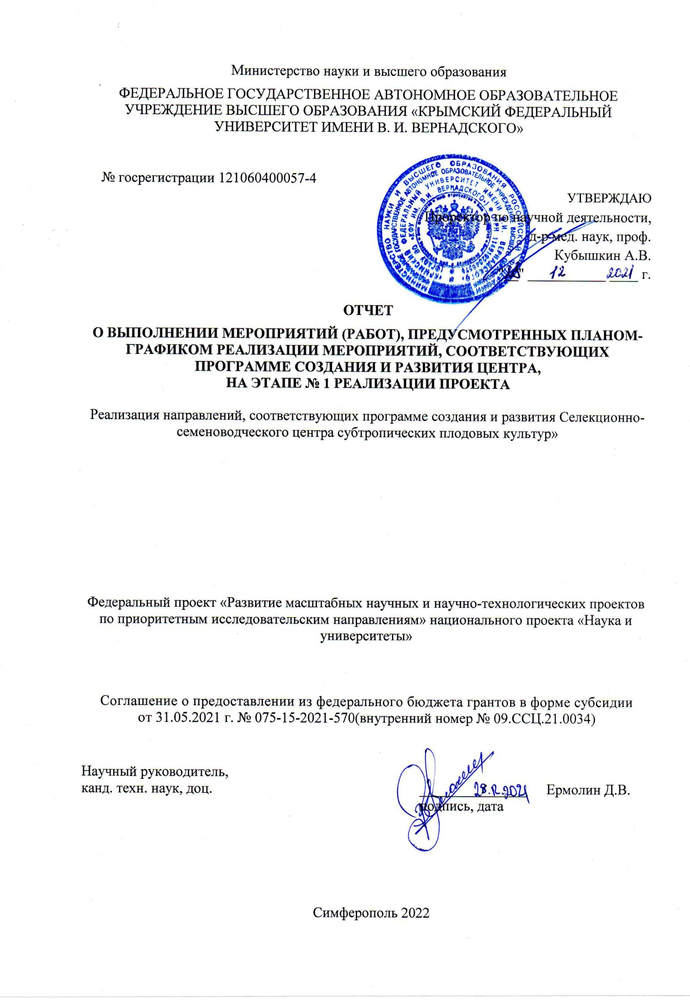 Министерство науки и высшего образования
ФЕДЕРАЛЬНОЕ ГОСУДАРСТВЕННОЕ АВТОНОМНОЕ ОБРАЗОВАТЕЛЬНОЕ
УЧРЕЖДЕНИЕ ВЫСШЕГО ОБРАЗОВАНИЯ «КРЫМСКИЙ ФЕДЕРАЛЬНЫЙ
УНИВЕРСИТЕТ ИМЕНИ В. И. ВЕРНАДСКОГО»
№ госрегистрации 121060400057-4
МИНИСТЕРСТВО НАУКИ И ВЫСШЕГО ОБРАЗОВАНИЯ РОССИЙСКОЙ ФЕДЕРАЦИИ
УТВЕРЖДАЮ
Проректор по научной деятельности,
д-р мед. наук, проф.
Кубышкин А.В.
12 2021 г.
ОТЧЕТ
О ВЫПОЛНЕНИИ МЕРОПРИЯТИЙ (РАБОТ), ПРЕДУСМОТРЕННЫХ ПЛАНОМ-
ГРАФИКОМ РЕАЛИЗАЦИИ МЕРОПРИЯТИЙ, СООТВЕТСТВУЮЩИХ
ПРОГРАММЕ СОЗДАНИЯ И РАЗВИТИЯ ЦЕНТРА,
НА ЭТАПЕ № 1 РЕАЛИЗАЦИИ ПРОЕКТА
Реализация направлений, соответствующих программе создания и развития Селекционно-
семеноводческого центра субтропических плодовых культур»
Федеральный проект «Развитие масштабных научных и научно-технологических проектов
по приоритетным исследовательским направлениям» национального проекта «Наука и
университеты»
Соглашение о предоставлении из федерального бюджета грантов в форме субсидии
от 31.05.2021 г. № 075-15-2021-570(внутренний номер № 09.ССЦ.21.0034)
Научный руководитель,
канд. техн. наук, доц.
28.12.2021 Ермолин Д.В.
подпись, дата
Симферополь 2022